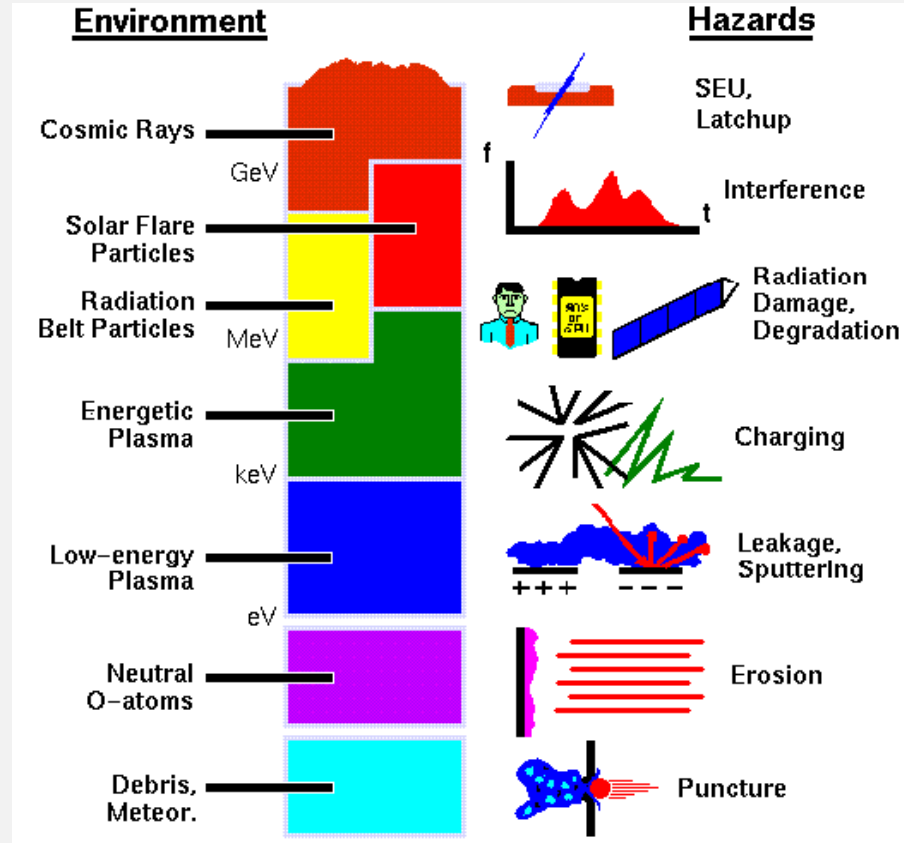 Environment
Hazards
Cosmic Rays
GeV
SEU,
Latchup
f
t
Interference
Solar Flare
Particles
Radiation
Belt Particles
MeV
Radiation
Damage,
Degradation
Energetic
Plasma
keV
Charging
Low-energy
Plasma
eV
Leakage,
Sputtering
+ + +
- - -
Neutral
O-atoms
Erosion
Debris,
Meteor.
Puncture